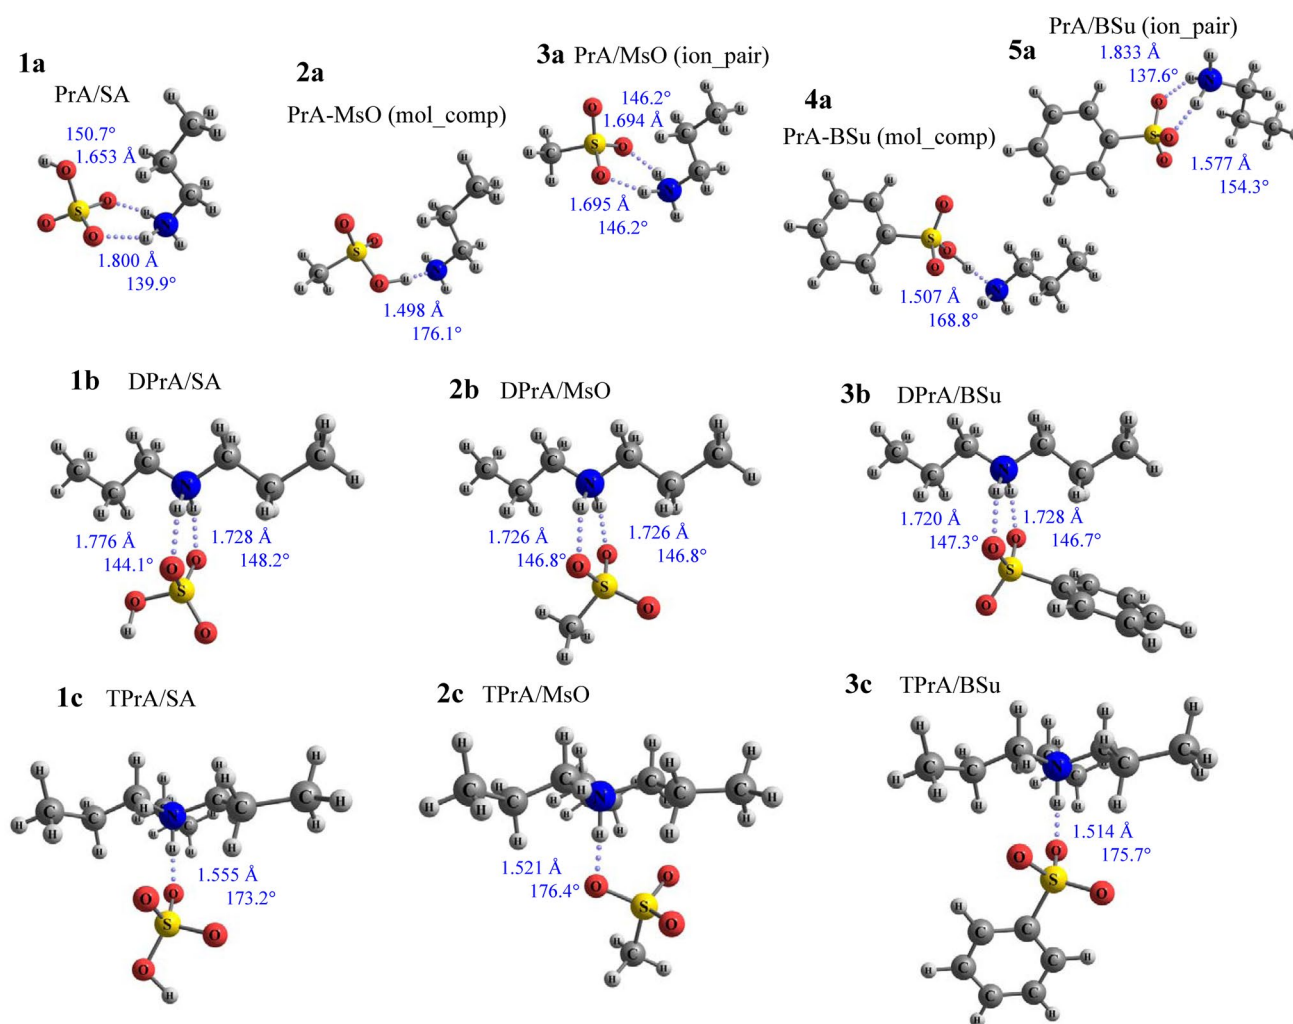 1a
PrA/SA
150.7°
1.653 Å
1.800 Å
139.9°
2a
PrA-MsO (mol_comp)
1.498 Å
176.1°
3a PrA/MsO (ion_pair)
146.2°
1.694 Å
1.695 Å
146.2°
4a
PrA-BSu (mol_comp)
1.507 Å
168.8°
PrA/BSu (ion_pair)
5a
1.833 Å
137.6°
1.577 Å
154.3°
1b DPrA/SA
1.776 Å
144.1°
1.728 Å
148.2°
2b DPrA/MsO
1.726 Å
146.8°
1.726 Å
146.8°
3b DPrA/BSu
1.720 Å
147.3°
1.728 Å
146.7°
1c TPrA/SA
1.555 Å
173.2°
2c TPrA/MsO
1.521 Å
176.4°
3c TPrA/BSu
1.514 Å
175.7°